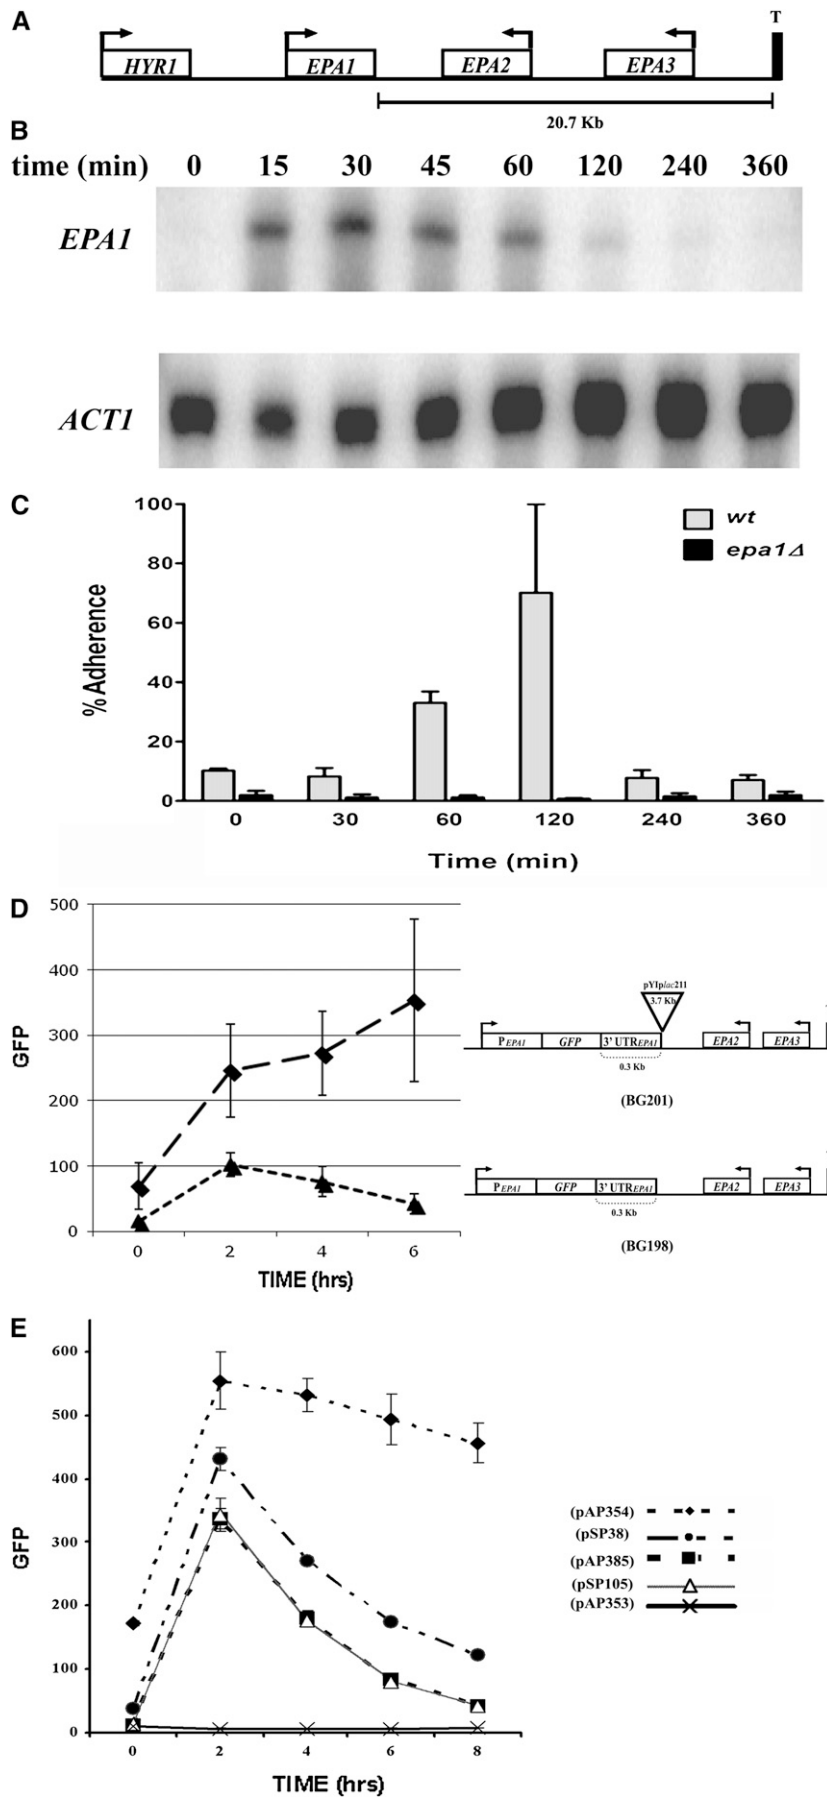 A
T
HYR1 EPA1 EPA2 EPA3
20.7 Kb
B
time (min) 0 15 30 45 60 120 240 360
EPA1
ACT1
C
100
80
60
40
20
0
% Adherence
wt
epa1Δ
0 30 60 120 240 360
Time (min)
D
500
400
300
200
100
0
GFP
0 2 4 6
TIME (hrs)
pYIplac211
3.7 Kb
PEPA1 GFP 3' UTREPA1 EPA2 EPA3
0.3 Kb
(BG201)
PEPA1 GFP 3' UTREPA1 EPA2 EPA3
0.3 Kb
(BG198)
E
600
500
400
300
200
100
0
GFP
0 2 4 6 8
TIME (hrs)
(pAP354)
(pSP38)
(pAP385)
(pSP105)
(pAP353)